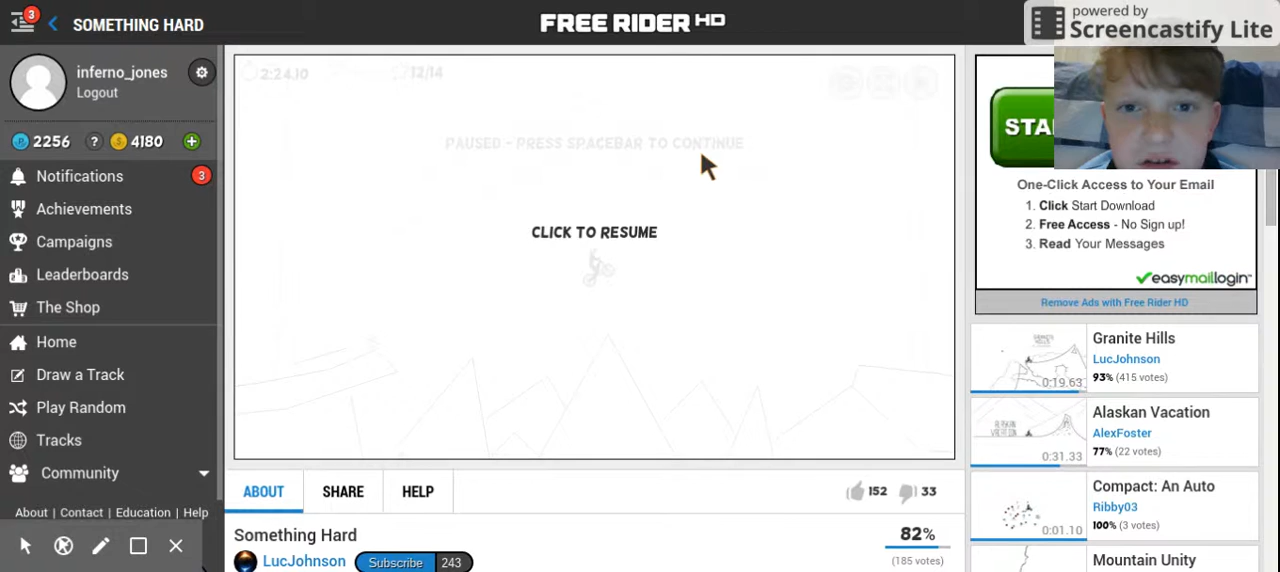 3
SOMETHING HARD
FREE RIDER HD
powered by
Screencastify Lite
inferno_jones
Logout
2256 ? 4180
Notifications 3
Achievements
Campaigns
Leaderboards
The Shop
Home
Draw a Track
Play Random
Tracks
Community
About | Contact | Education | Help
2:24.10 12/14
PAUSED - PRESS SPACEBAR TO CONTINUE
CLICK TO RESUME
ABOUT SHARE HELP
152 33
Something Hard
82%
LucJohnson Subscribe 243
(185 votes)
STA
One-Click Access to Your Email
1. Click Start Download
2. Free Access - No Sign up!
3. Read Your Messages
easymaillogin
Remove Ads with Free Rider HD
Granite Hills
LucJohnson
93% (415 votes)
0:19.63
Alaskan Vacation
AlexFoster
77% (22 votes)
0:31.33
Compact: An Auto
Ribby03
100% (3 votes)
0:01.10
Mountain Unity